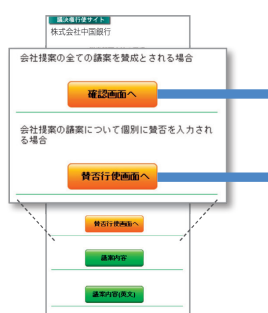 議決権行使サイト
株式会社中国銀行
会社提案の全ての議案を賛成とされる場合
確認画面へ
会社提案の議案について個別に賛否を入力され
る場合
賛否行使画面へ
賛否行使画面へ
議案内容
議案内容(英文)